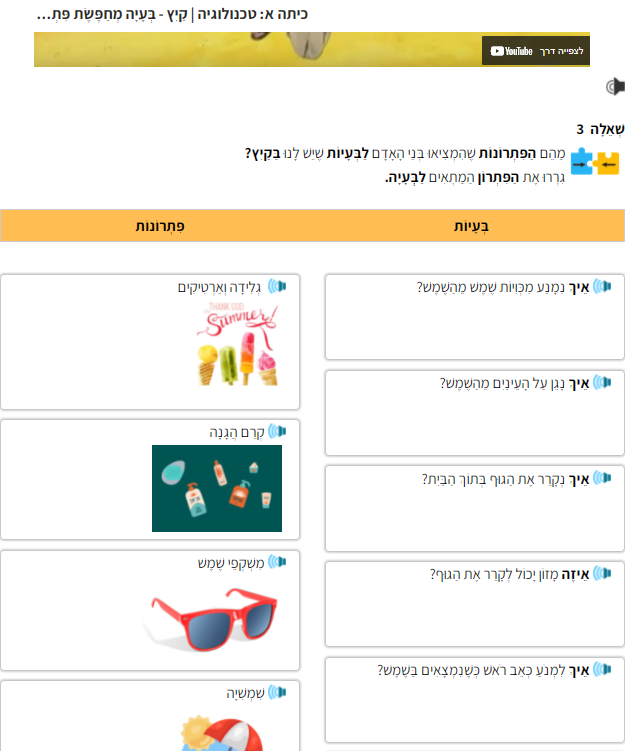 כיתה א: טכנולוגיה | קַיִץ - בְּעָיָה מְחַפֶּשֶׂת פִּתְ...
לצפייה דרך YouTube
שְׁאֵלָה 3
מָהֵם הַפִּתְרוֹנוֹת שֶׁהִמְצִיאוּ בְּנֵי הָאָדָם לַבְּעָיוֹת שֶׁיֵּשׁ לָנוּ בַּקַּיִץ?
גִּרְרוּ אֶת הַפִּתְרוֹן הַמַּתְאִים לַבְּעָיָה.
בְּעָיוֹת
פִּתְרוֹנוֹת
אֵיךְ נִמְנַע מִכְּוִיּוֹת שֶׁמֶשׁ מֵהַשֶּׁמֶשׁ?
אֵיךְ נָגֵן עַל הָעֵינַיִם מֵהַשֶּׁמֶשׁ?
אֵיךְ נְקָרֵר אֶת הַגּוּף בְּתוֹךְ הַבַּיִת?
אֵיזֶה מָזוֹן יָכוֹל לְקָרֵר אֶת הַגּוּף?
אֵיךְ לִמְנֹעַ כְּאֵב רֹאשׁ כְּשֶׁנִּמְצָאִים בַּשֶּׁמֶשׁ?
גְּלִידָה וְאַרְטִיקִים
THANK GOD
Summer!
קְרֵם הֲגָנָה
מִשְׁקְפֵי שֶׁמֶשׁ
שִׁמְשִׁיָּה